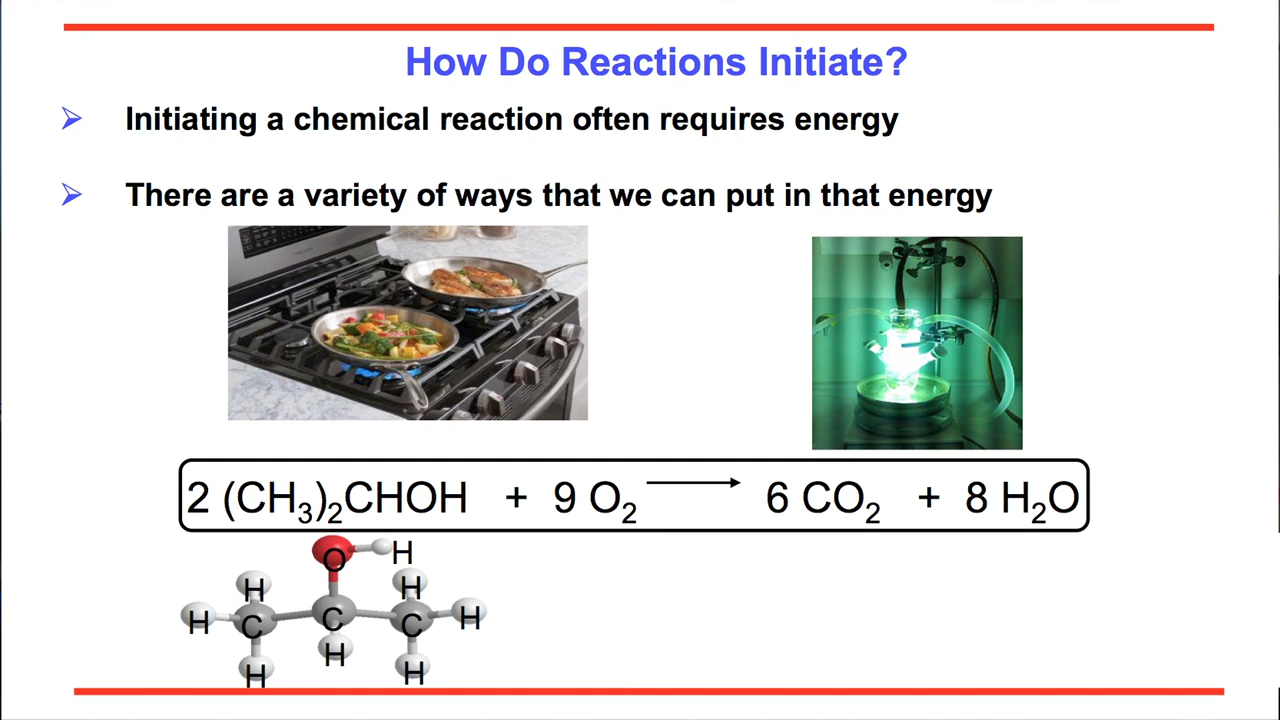 How Do Reactions Initiate?
➢ Initiating a chemical reaction often requires energy
➢ There are a variety of ways that we can put in that energy
2 (CH₃)₂CHOH + 9 O₂ → 6 CO₂ + 8 H₂O
O H
H H
H C C C H
H H H